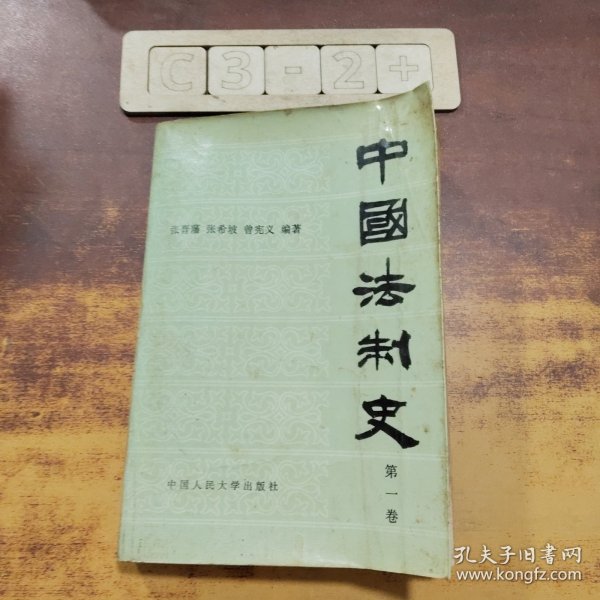 C3-2+
中國法制史
第一卷
张晋藩 张希坡 曾宪义 编著
中国人民大学出版社
孔夫子旧书网
www.kongfz.com